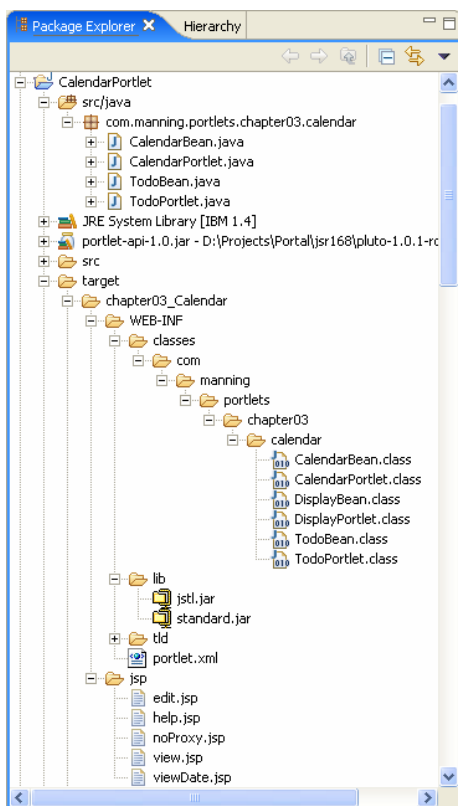 Package Explorer Hierarchy
CalendarPortlet
src/java
com.manning.portlets.chapter03.calendar
CalendarBean.java
CalendarPortlet.java
TodoBean.java
TodoPortlet.java
JRE System Library [IBM 1.4]
portlet-api-1.0.jar - D:\Projects\Portal\jsr168\pluto-1.0.1-rc
src
target
chapter03_Calendar
WEB-INF
classes
com
manning
portlets
chapter03
calendar
CalendarBean.class
CalendarPortlet.class
DisplayBean.class
DisplayPortlet.class
TodoBean.class
TodoPortlet.class
lib
jstl.jar
standard.jar
tld
portlet.xml
jsp
edit.jsp
help.jsp
noProxy.jsp
view.jsp
viewDate.jsp